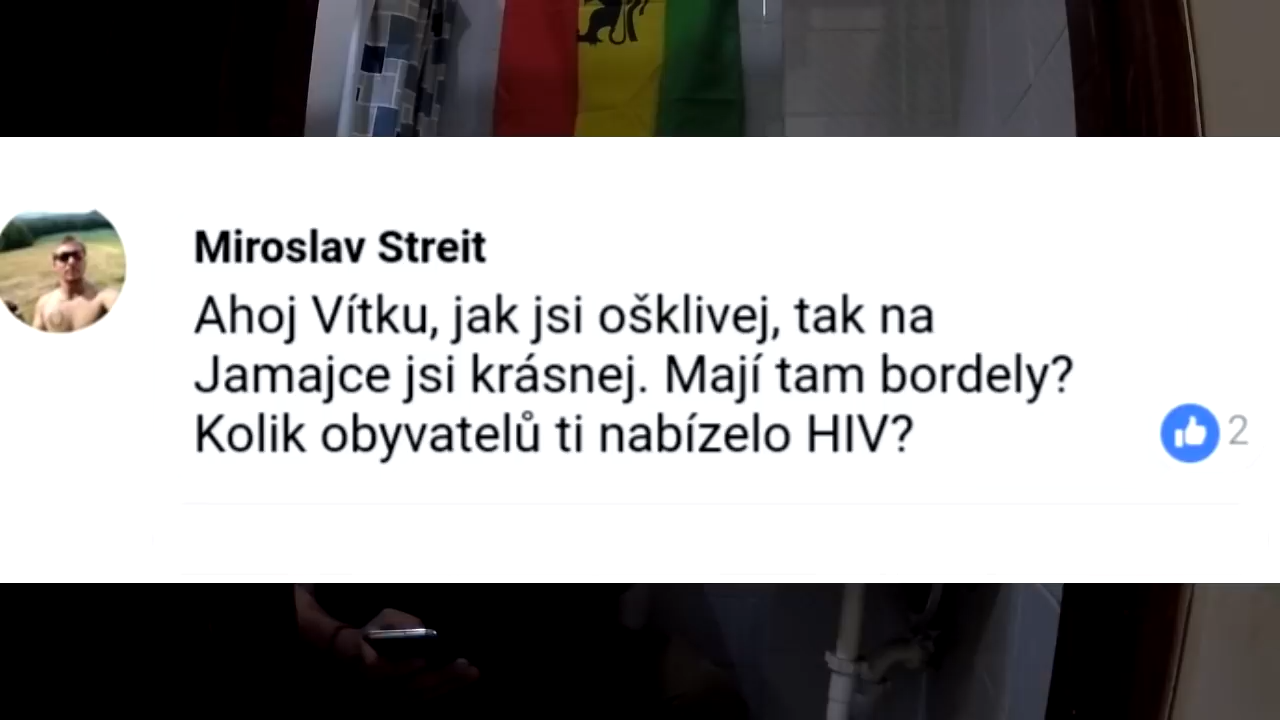 Miroslav Streit
Ahoj Vítku, jak jsi ošklivej, tak na
Jamajce jsi krásnej. Mají tam bordely?
Kolik obyvatelů ti nabízelo HIV?
2